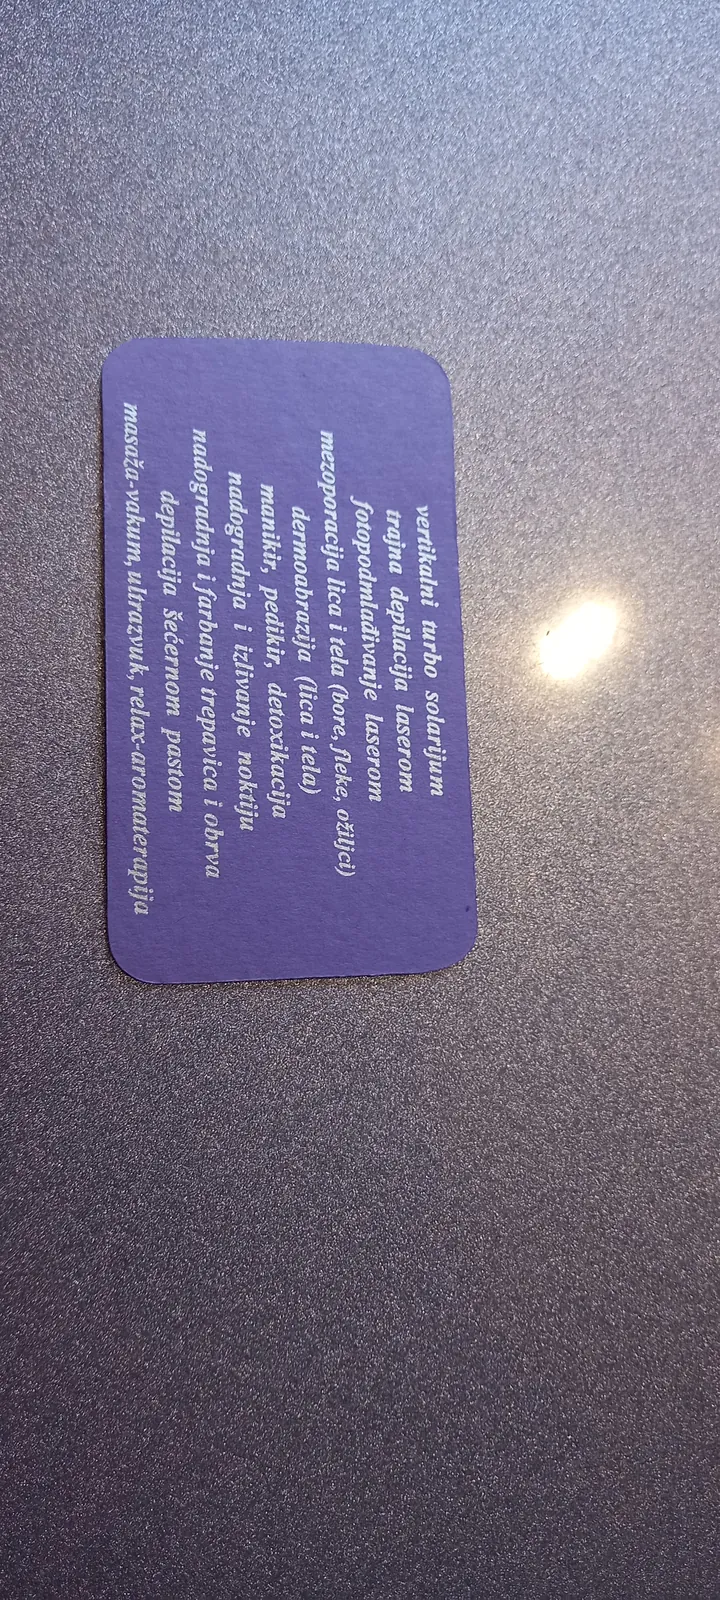 vertikalni turbo solarijum
trajna depilacija laserom
fotopodmlađvanje laserom
mezoporacija lica i tela (bore, fleke, ožiljci)
dermoabrazija (lica i tela)
manikir, pedikir, detoxikacija
nadogradnja i izlivanje noktiju
nadogradnja i farbanje trepavica i obrva
depilacija šećernom pastom
masaža-vakum, ultrazvuk, relax-aromaterapija